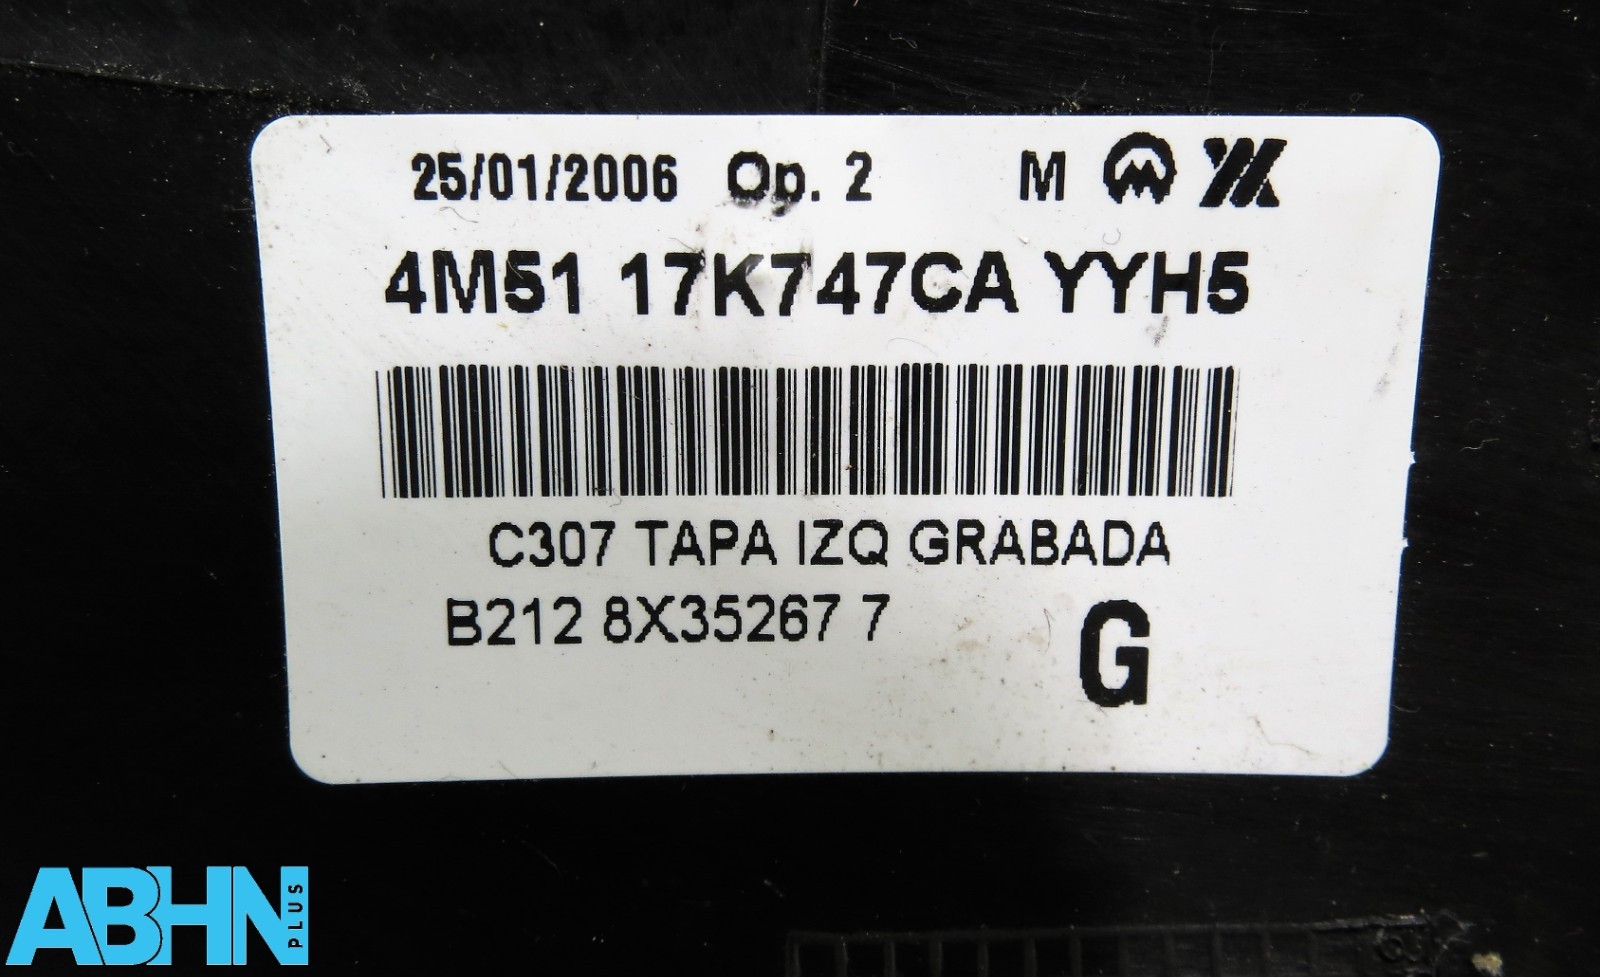 25/01/2006 Op. 2 M
4M51 17K747CA YYH5
C307 TAPA IZQ GRABADA
B212 8X35267 7
G
ABHN PLUS